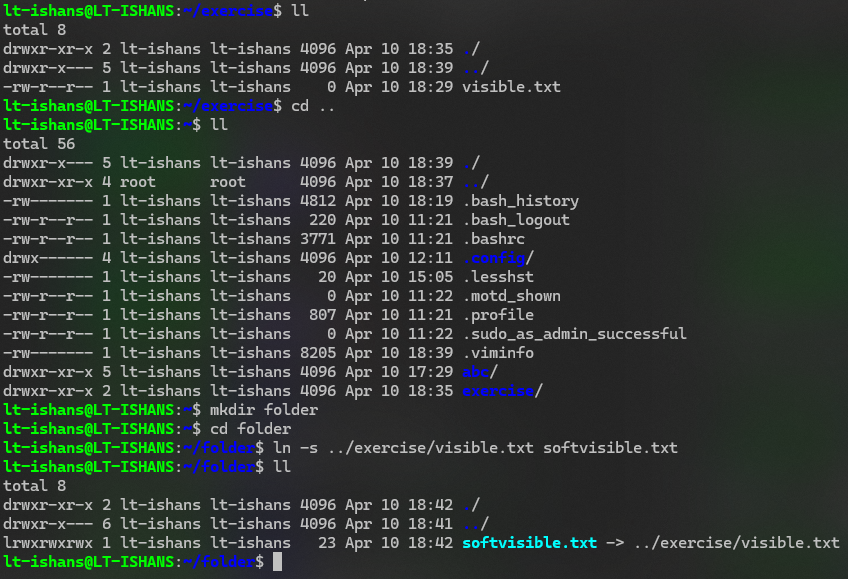 lt-ishans@LT-ISHANS:~/exercise$ ll
total 8
drwxr-xr-x 2 lt-ishans lt-ishans 4096 Apr 10 18:35 ./
drwxr-x--- 5 lt-ishans lt-ishans 4096 Apr 10 18:39 ../
-rw-r--r-- 1 lt-ishans lt-ishans    0 Apr 10 18:29 visible.txt
lt-ishans@LT-ISHANS:~/exercise$ cd ..
lt-ishans@LT-ISHANS:~$ ll
total 56
drwxr-x--- 5 lt-ishans lt-ishans 4096 Apr 10 18:39 ./
drwxr-xr-x 4 root      root      4096 Apr 10 18:37 ../
-rw------- 1 lt-ishans lt-ishans 4812 Apr 10 18:19 .bash_history
-rw-r--r-- 1 lt-ishans lt-ishans  220 Apr 10 11:21 .bash_logout
-rw-r--r-- 1 lt-ishans lt-ishans 3771 Apr 10 11:21 .bashrc
drwx------ 4 lt-ishans lt-ishans 4096 Apr 10 12:11 .config/
-rw------- 1 lt-ishans lt-ishans   20 Apr 10 15:05 .lesshst
-rw-r--r-- 1 lt-ishans lt-ishans    0 Apr 10 11:22 .motd_shown
-rw-r--r-- 1 lt-ishans lt-ishans  807 Apr 10 11:21 .profile
-rw-r--r-- 1 lt-ishans lt-ishans    0 Apr 10 11:22 .sudo_as_admin_successful
-rw------- 1 lt-ishans lt-ishans 8205 Apr 10 18:39 .viminfo
drwxr-xr-x 5 lt-ishans lt-ishans 4096 Apr 10 17:29 abc/
drwxr-xr-x 2 lt-ishans lt-ishans 4096 Apr 10 18:35 exercise/
lt-ishans@LT-ISHANS:~$ mkdir folder
lt-ishans@LT-ISHANS:~$ cd folder
lt-ishans@LT-ISHANS:~/folder$ ln -s ../exercise/visible.txt softvisible.txt
lt-ishans@LT-ISHANS:~/folder$ ll
total 8
drwxr-xr-x 2 lt-ishans lt-ishans 4096 Apr 10 18:42 ./
drwxr-x--- 6 lt-ishans lt-ishans 4096 Apr 10 18:41 ../
lrwxrwxrwx 1 lt-ishans lt-ishans   23 Apr 10 18:42 softvisible.txt -> ../exercise/visible.txt
lt-ishans@LT-ISHANS:~/folder$